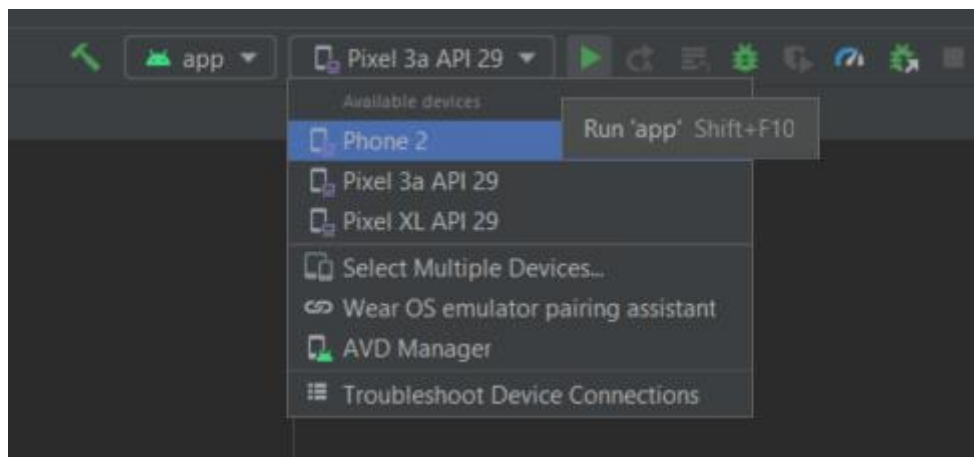 app
Pixel 3a API 29
Available devices
Phone 2
Run 'app' Shift+F10
Pixel 3a API 29
Pixel XL API 29
Select Multiple Devices...
Wear OS emulator pairing assistant
AVD Manager
Troubleshoot Device Connections